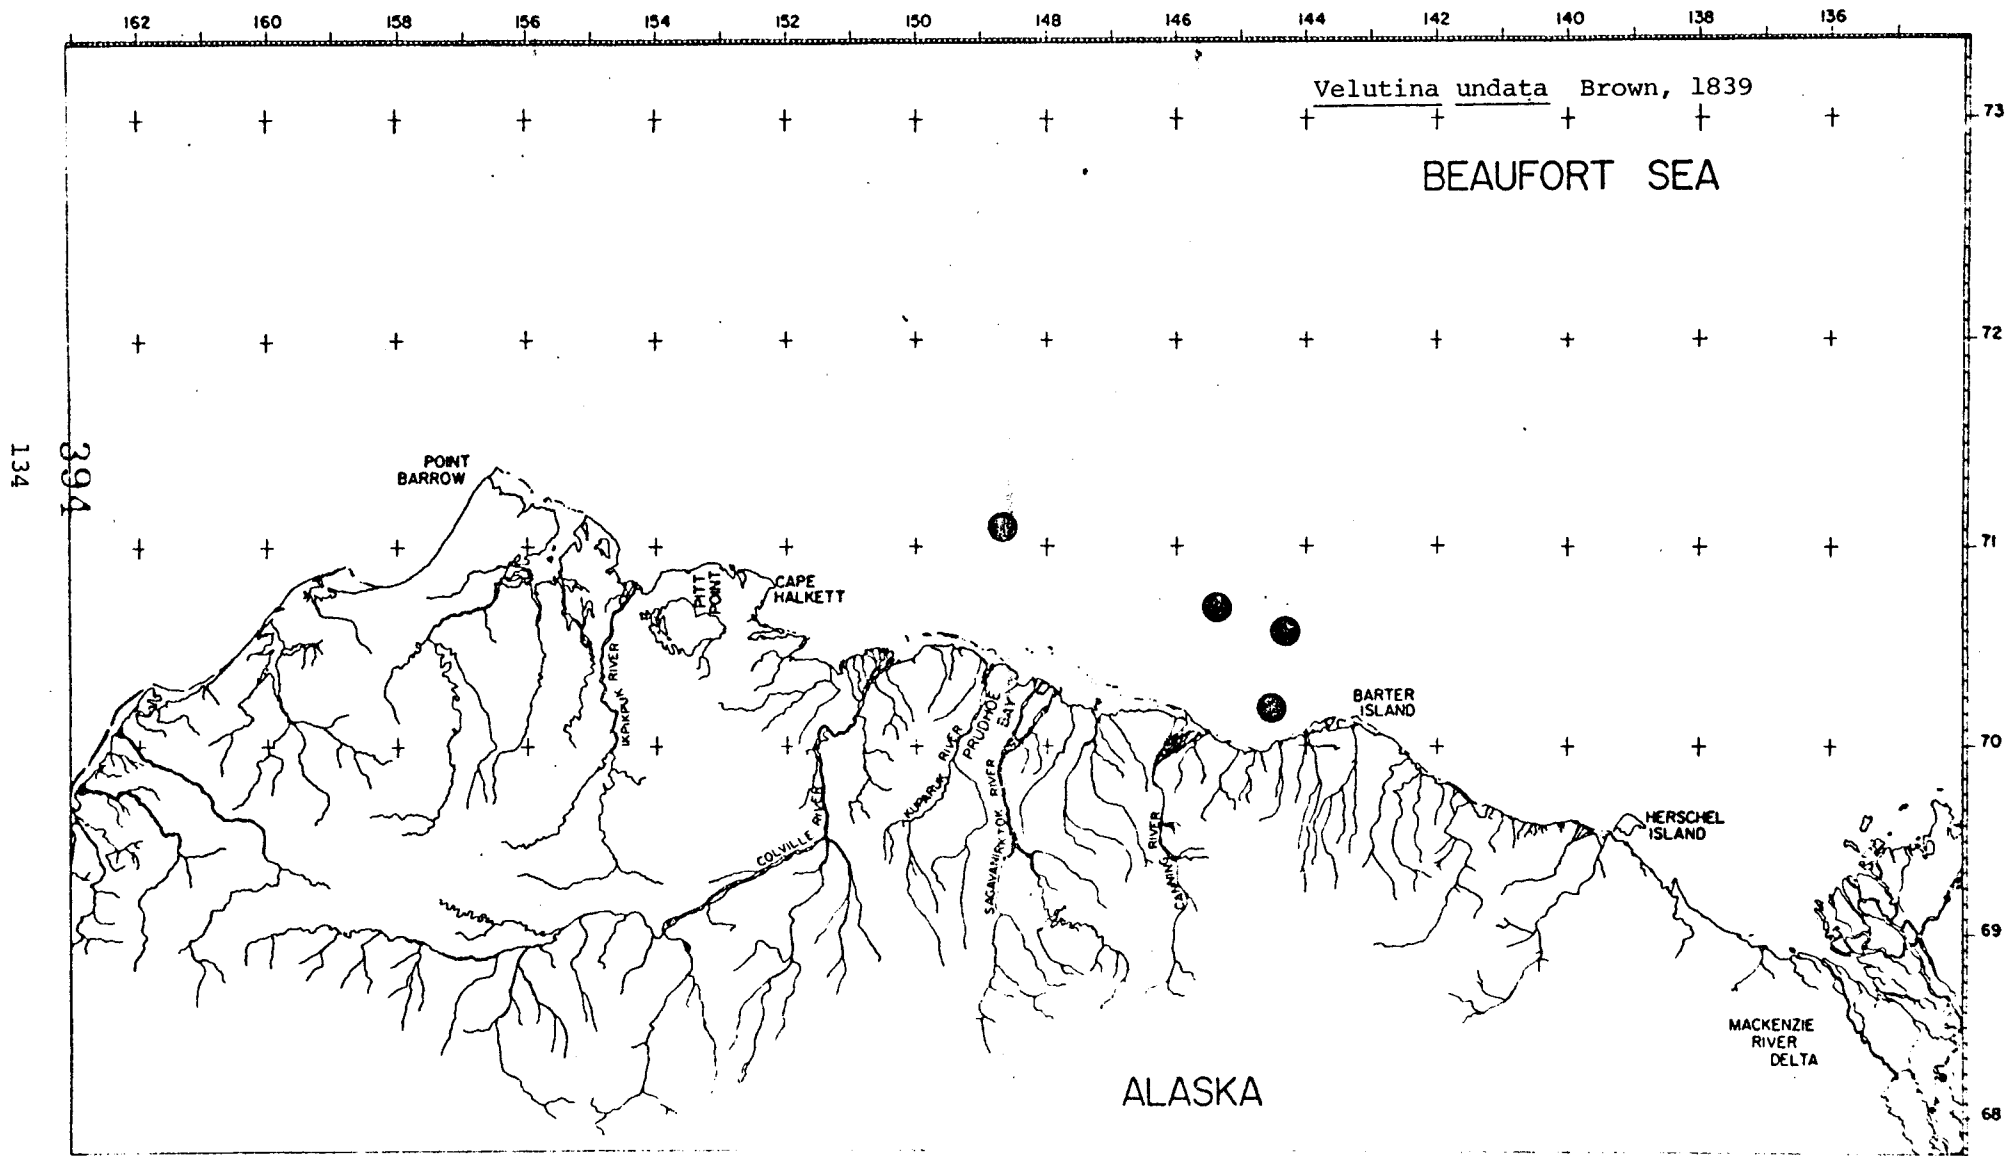 162 160 158 156 154 152 150 148 146 144 142 140 138 136
Velutina undata Brown, 1839
73
BEAUFORT SEA
72
134
394
POINT
BARROW
71
PITT
POINT
CAPE
HALKETT
IKPIKPUK RIVER
BARTER
ISLAND
PRUDHOE
BAY
70
KUPARUK RIVER
SAGAVANIRKTOK RIVER
COLVILLE RIVER
CANNING RIVER
HERSCHEL
ISLAND
69
MACKENZIE
RIVER
DELTA
ALASKA
68